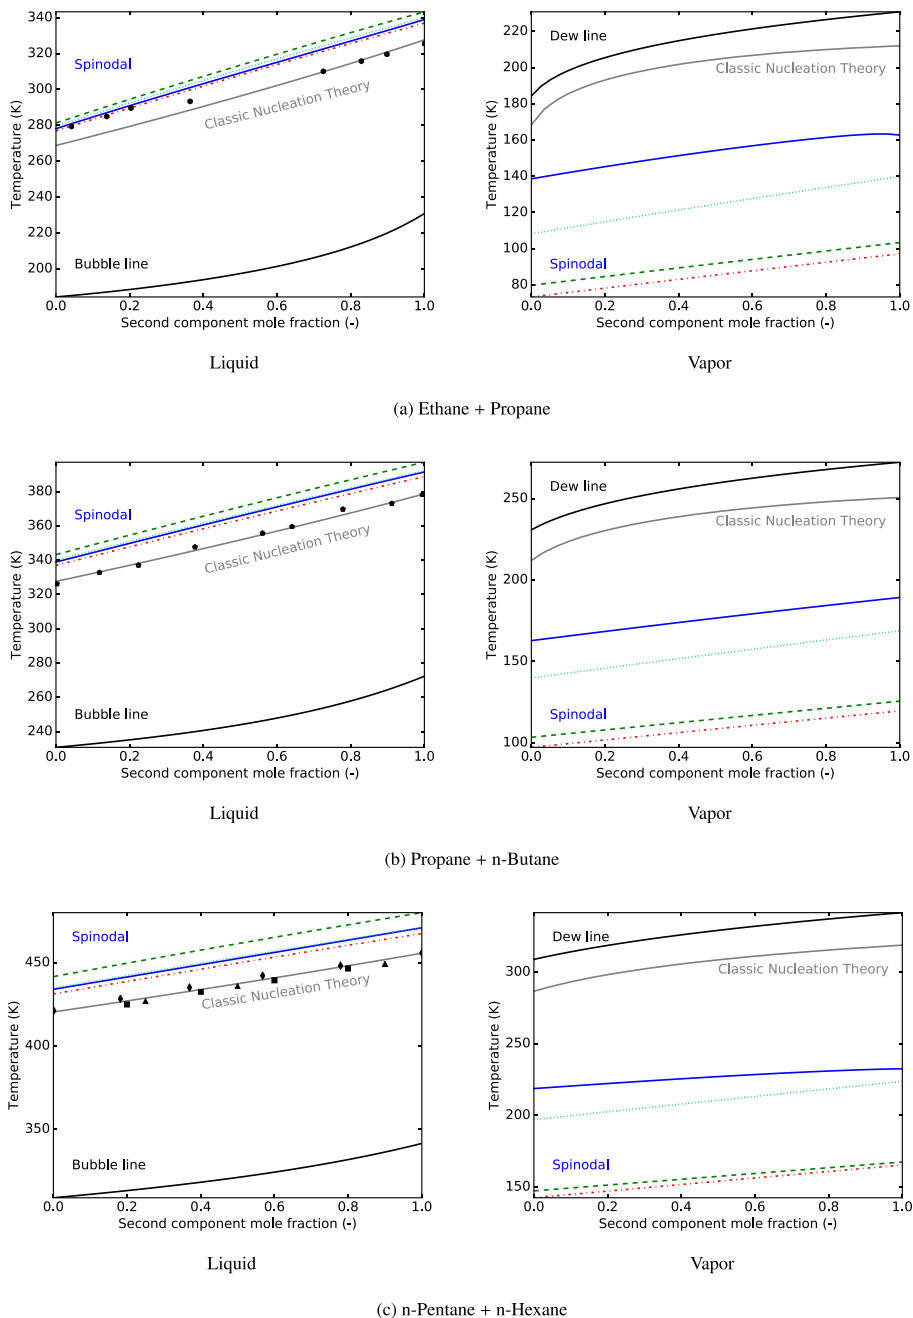 340
320
300
280
260
240
220
200
Temperature (K)
Spinodal
Classic Nucleation Theory
Bubble line
0.0 0.2 0.4 0.6 0.8 1.0
Second component mole fraction (-)
Liquid
220
200
180
160
140
120
100
80
Temperature (K)
Dew line
Classic Nucleation Theory
Spinodal
0.0 0.2 0.4 0.6 0.8 1.0
Second component mole fraction (-)
Vapor
(a) Ethane + Propane
380
360
340
320
300
280
260
240
230
Temperature (K)
Spinodal
Classic Nucleation Theory
Bubble line
0.0 0.2 0.4 0.6 0.8 1.0
Second component mole fraction (-)
Liquid
250
200
150
100
Temperature (K)
Dew line
Classic Nucleation Theory
Spinodal
0.0 0.2 0.4 0.6 0.8 1.0
Second component mole fraction (-)
Vapor
(b) Propane + n-Butane
450
400
350
Temperature (K)
Spinodal
Classic Nucleation Theory
Bubble line
0.0 0.2 0.4 0.6 0.8 1.0
Second component mole fraction (-)
Liquid
300
250
200
150
Temperature (K)
Dew line
Classic Nucleation Theory
Spinodal
0.0 0.2 0.4 0.6 0.8 1.0
Second component mole fraction (-)
Vapor
(c) n-Pentane + n-Hexane